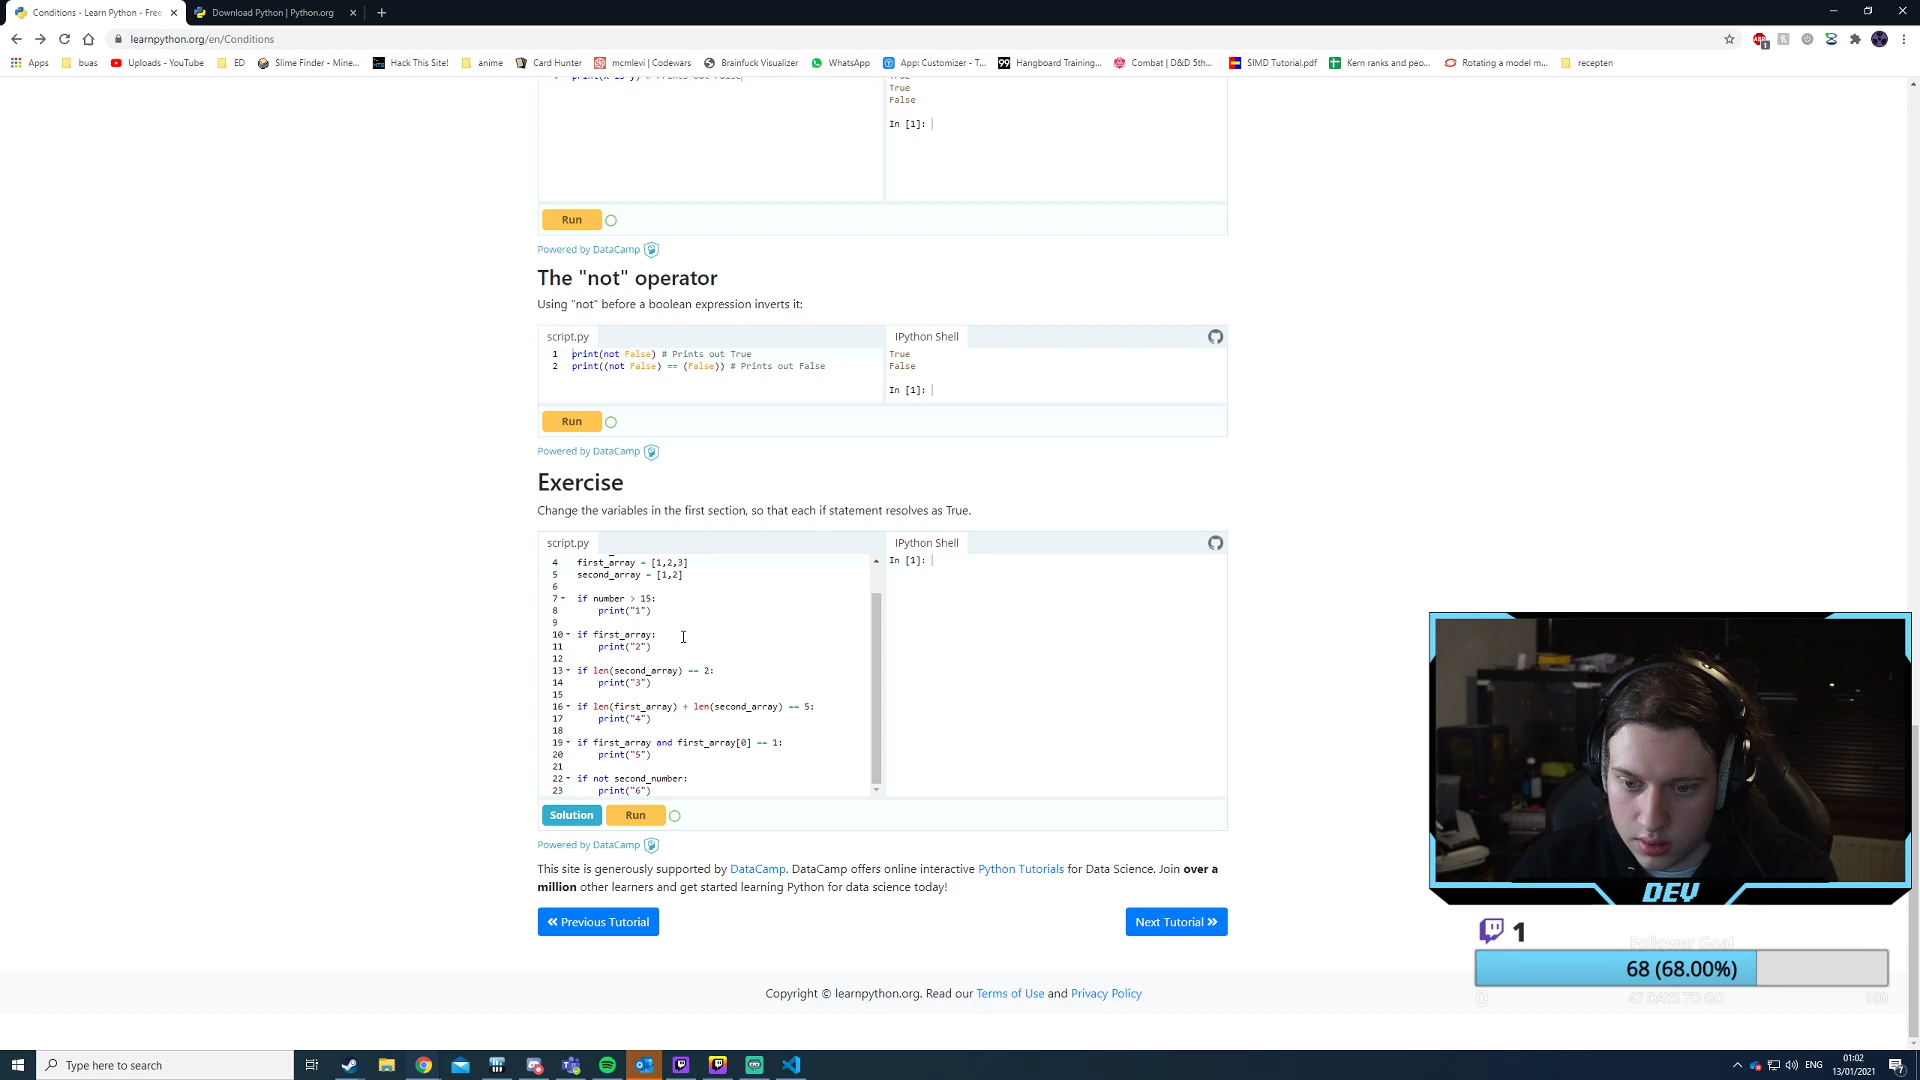 Conditions - Learn Python - Free
Download Python | Python.org
learnpython.org/en/Conditions
Apps
buas
Uploads - YouTube
ED
Slime Finder - Mine...
Hack This Site!
anime
Card Hunter
mcmlevi | Codewars
Brainfuck Visualizer
WhatsApp
App: Customizer - T...
Hangboard Training...
Combat | D&D 5th...
SIMD Tutorial.pdf
Kern ranks and peo...
Rotating a model m...
recepten
True
False
In [1]:
Run
Powered by DataCamp
The "not" operator
Using "not" before a boolean expression inverts it:
script.py
IPython Shell
1 print(not False) # Prints out True
2 print((not False) == (False)) # Prints out False
True
False
In [1]:
Run
Powered by DataCamp
Exercise
Change the variables in the first section, so that each if statement resolves as True.
script.py
IPython Shell
4 first_array = [1,2,3]
5 second_array = [1,2]
6
7 if number > 15:
8 print("1")
9
10 if first_array:
11 print("2")
12
13 if len(second_array) == 2:
14 print("3")
15
16 if len(first_array) + len(second_array) == 5:
17 print("4")
18
19 if first_array and first_array[0] == 1:
20 print("5")
21
22 if not second_number:
23 print("6")
In [1]:
Solution
Run
Powered by DataCamp
This site is generously supported by DataCamp. DataCamp offers online interactive Python Tutorials for Data Science. Join over a
million other learners and get started learning Python for data science today!
« Previous Tutorial
Next Tutorial »
Copyright © learnpython.org. Read our Terms of Use and Privacy Policy
DEV
1
Follower Goal
68 (68.00%)
0
47 DAYS TO GO
100
Type here to search
ENG
01:02
13/01/2021